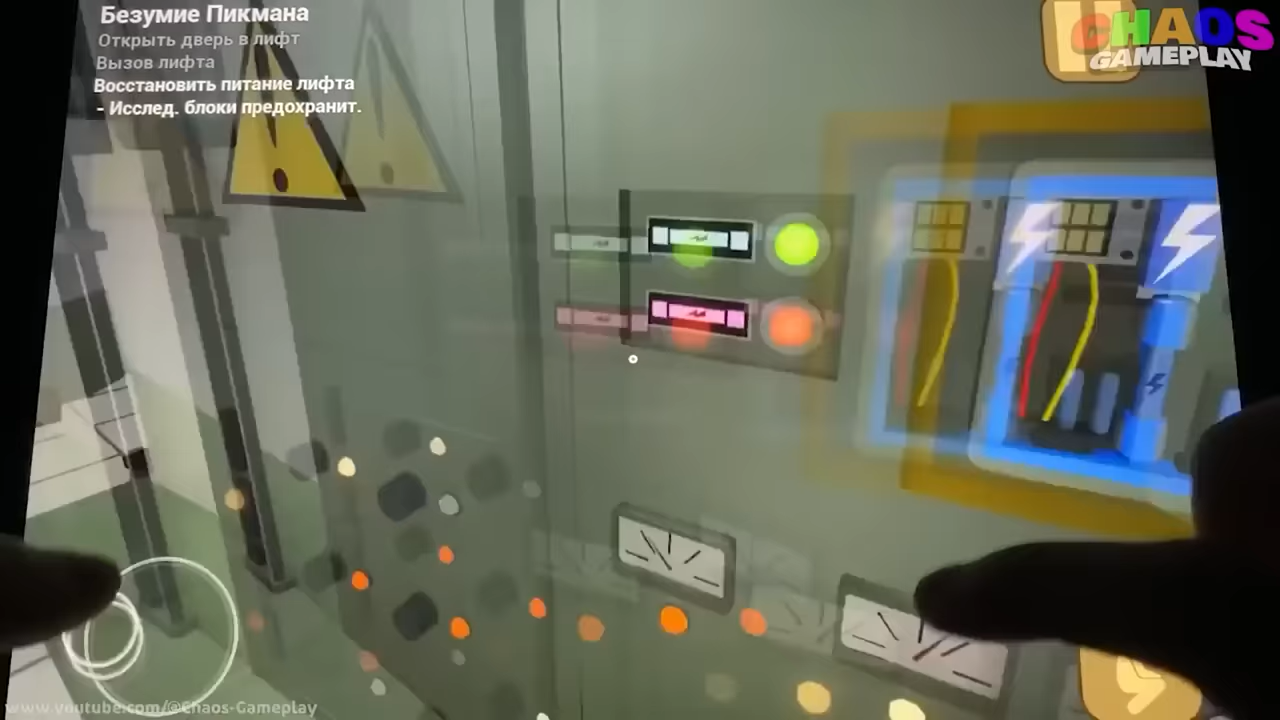 Безумие Пикмана
Открыть дверь в лифт
Вызов лифта
Восстановить питание лифта
- Исслед. блоки предохранит.
CHAOS
GAMEPLAY
www.youtube.com/@Chaos-Gameplay